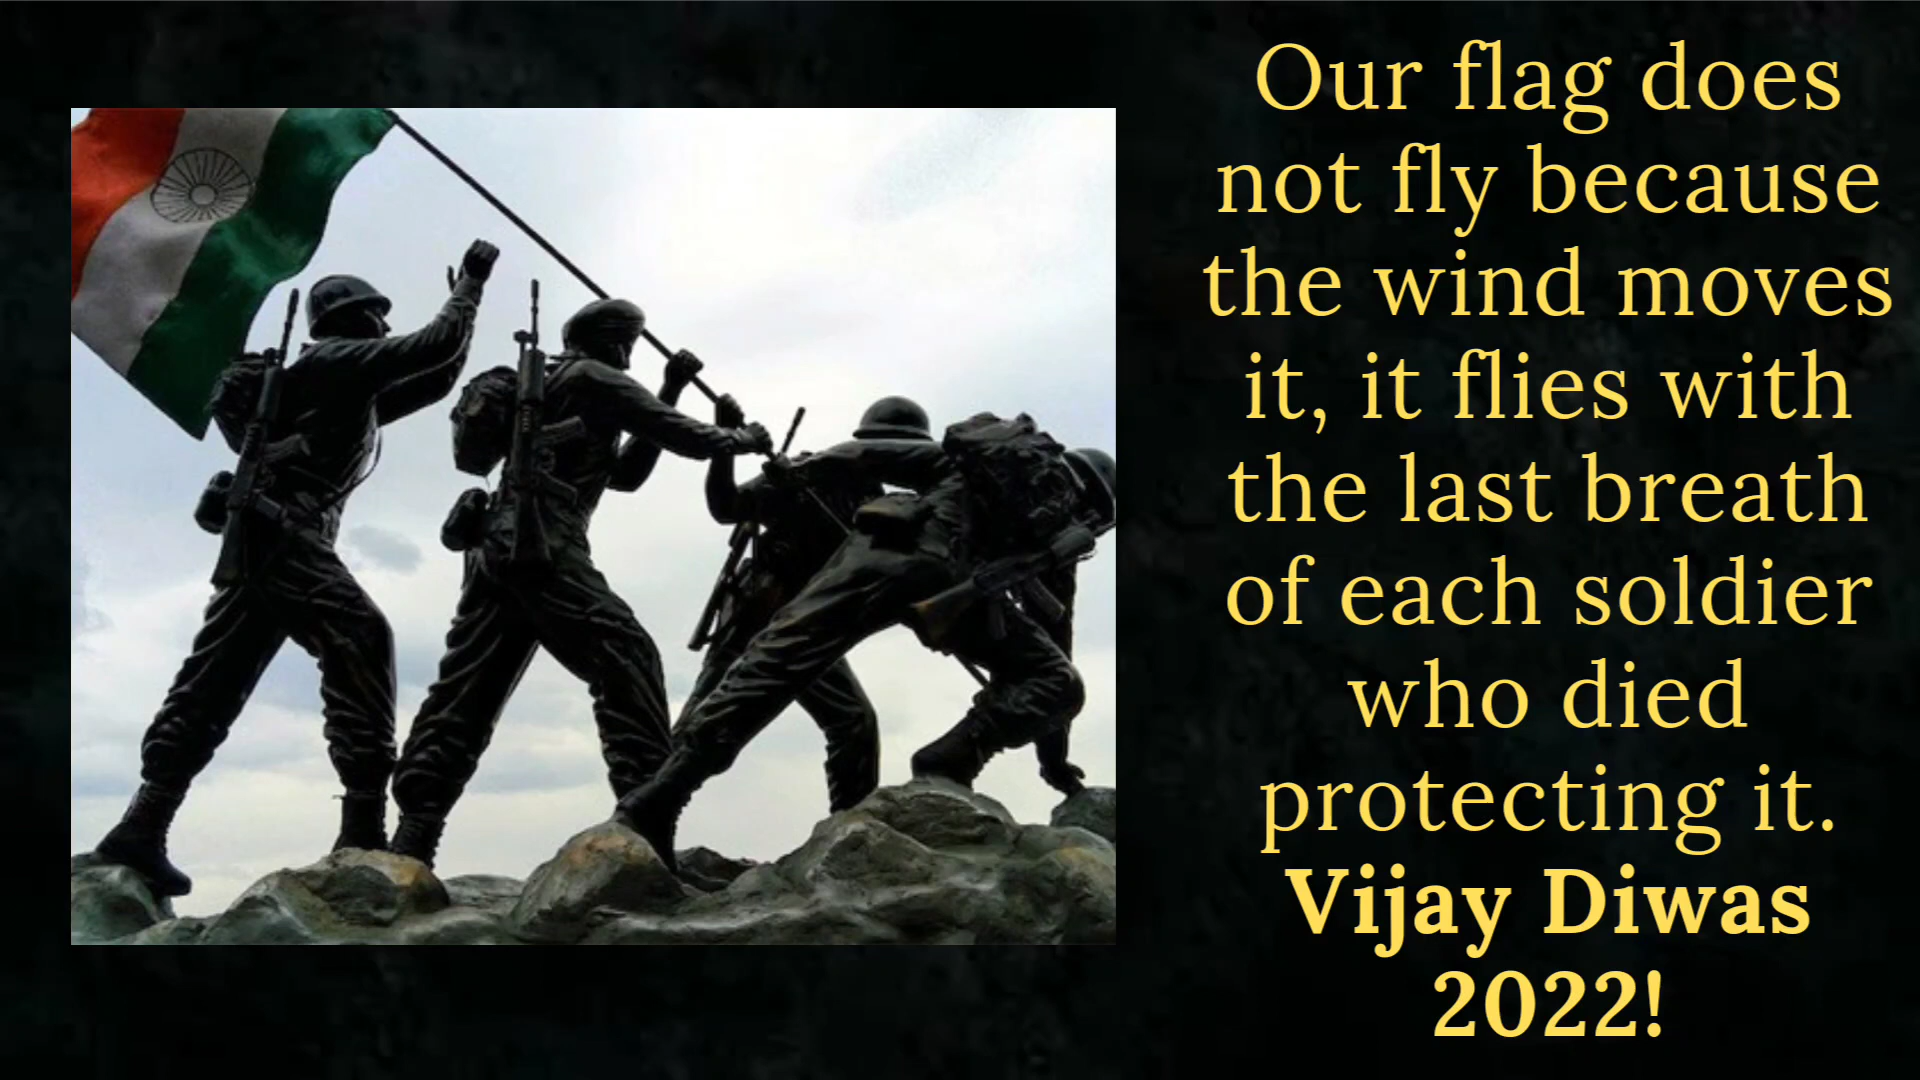 Our flag does
not fly because
the wind moves
it, it flies with
the last breath
of each soldier
who died
protecting it.
Vijay Diwas
2022!